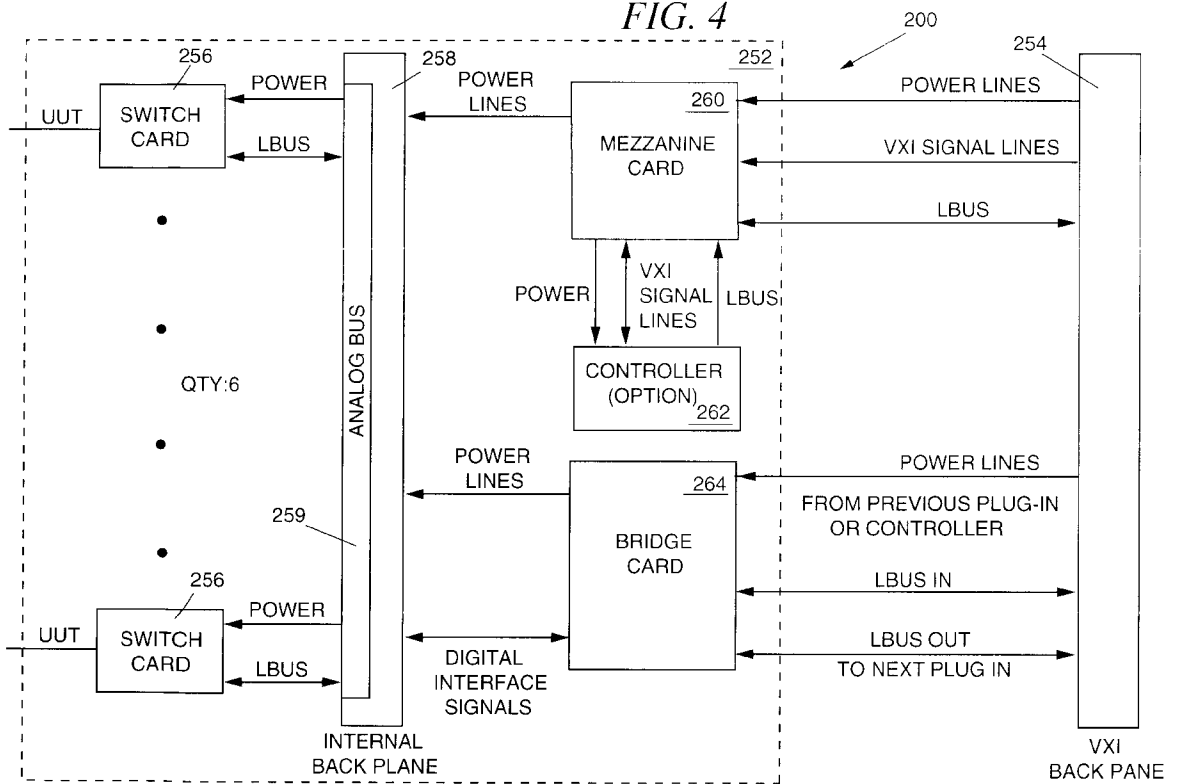 FIG. 4
200
256
258
252
254
POWER
SWITCH
CARD
UUT
LBUS
POWER
LINES
260
MEZZANINE
CARD
POWER LINES
VXI SIGNAL LINES
LBUS
POWER
VXI
SIGNAL
LINES
LBUS
CONTROLLER
(OPTION)
262
QTY:6
ANALOG BUS
259
POWER
LINES
264
BRIDGE
CARD
POWER LINES
FROM PREVIOUS PLUG-IN
OR CONTROLLER
LBUS IN
LBUS OUT
TO NEXT PLUG IN
256
POWER
SWITCH
CARD
UUT
LBUS
DIGITAL
INTERFACE
SIGNALS
INTERNAL
BACK PLANE
VXI
BACK PANE